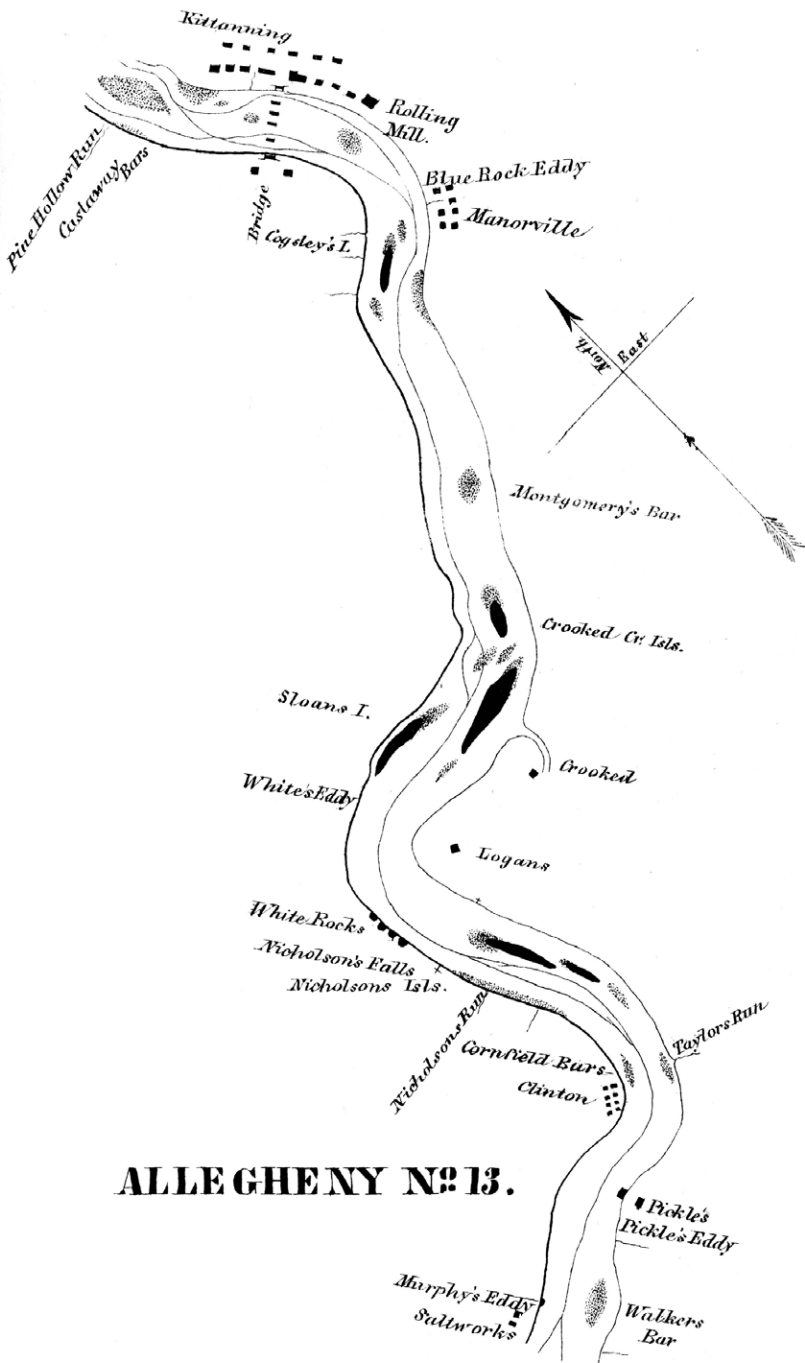 Kittanning
Rolling
Mill.
Pine Hollow Run
Castaway
Bars
Bridge
Blue Rock Eddy
Manorville
Cogsley's I.
North
East
Montgomery's Bar
Crooked Cr. Isls.
Sloans I.
Crooked
White's Eddy
Logans
White Rocks
Nicholson's Falls
Nicholsons Isls.
Nicholsons Run
Taylors Run
Cornfield Bars
Clinton
ALLEGHENY No. 13.
Pickle's
Pickle's Eddy
Murphy's Eddy
Saltworks
Walkers
Bar